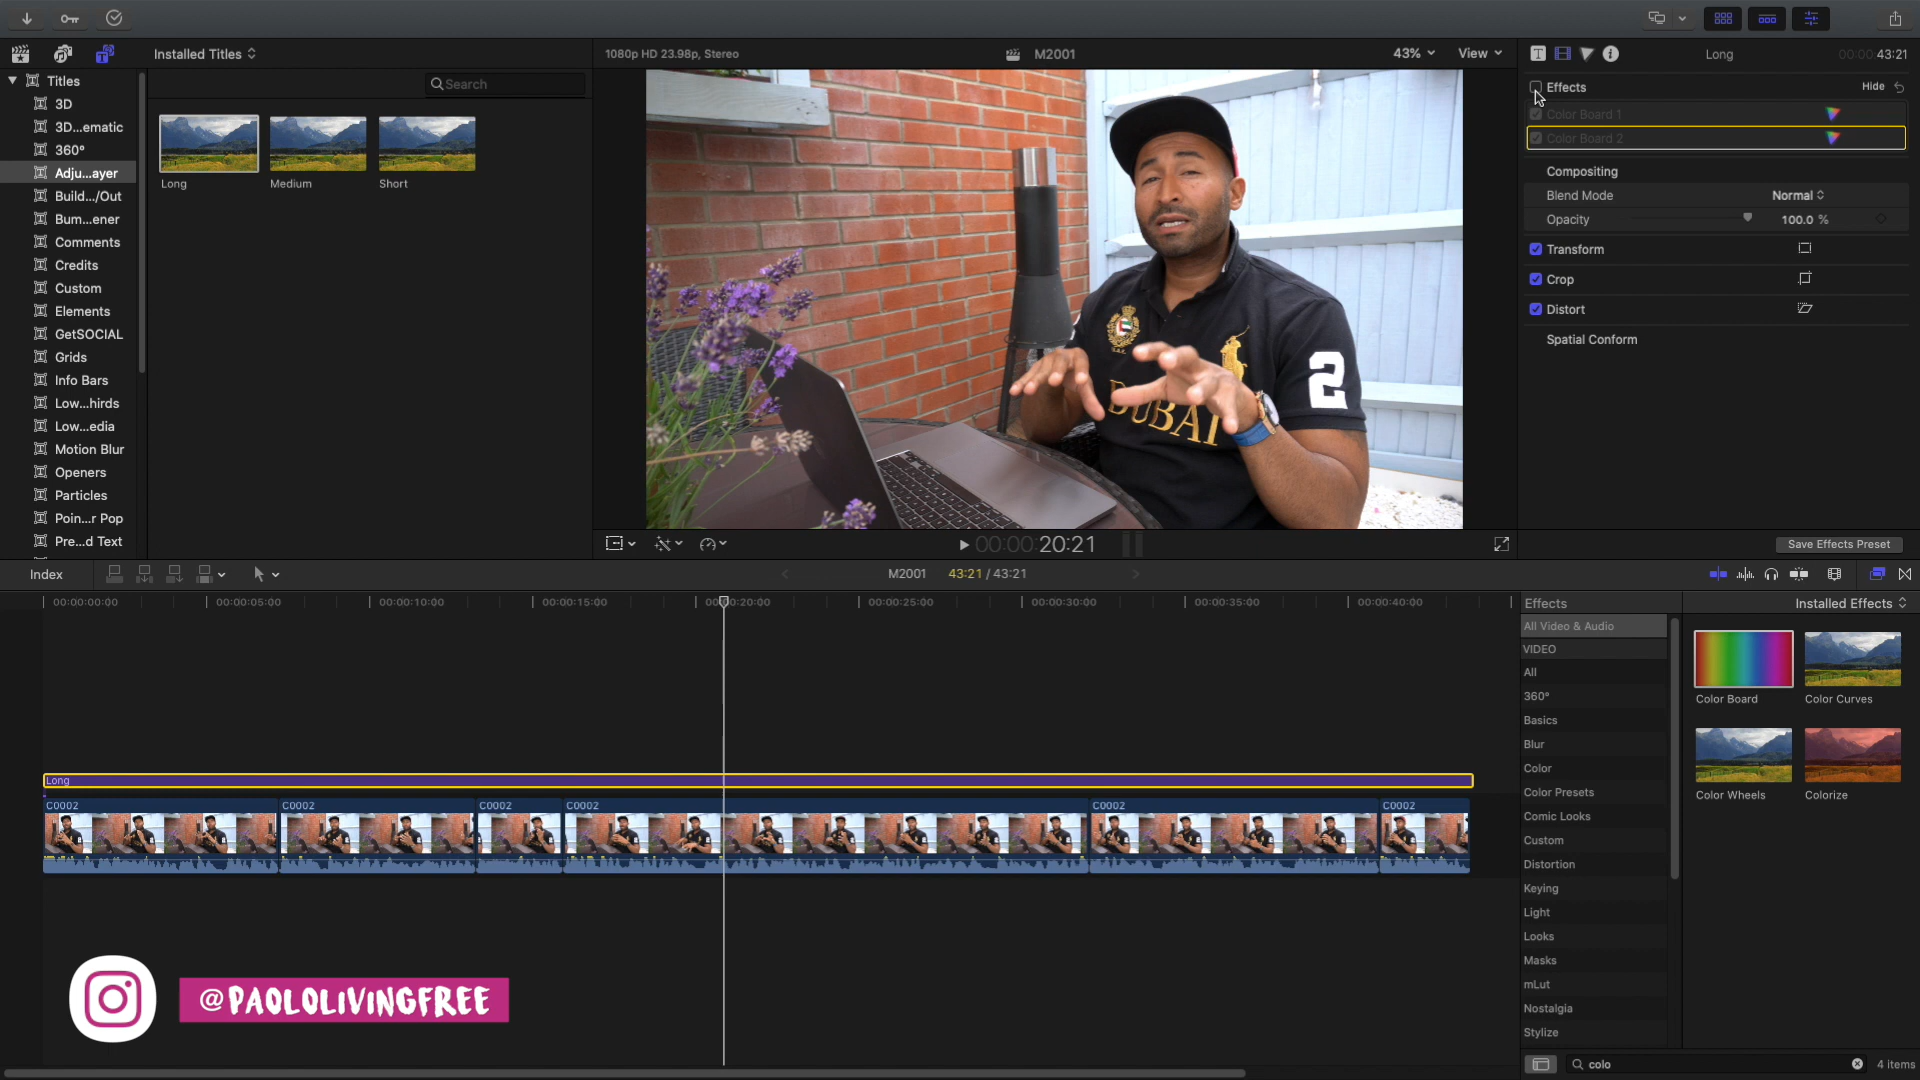 Installed Titles
1080p HD 23.98p, Stereo
M2001
43%
View
Long
00:00:43:21
Titles
3D
3D...ematic
360°
Adju...ayer
Build.../Out
Bum...ener
Comments
Credits
Custom
Elements
GetSOCIAL
Grids
Info Bars
Low...hirds
Low...edia
Motion Blur
Openers
Particles
Poin...r Pop
Pre...d Text
Search
Long
Medium
Short
DUBAI
2
00:00:20:21
Effects
Hide
Color Board 1
Color Board 2
Compositing
Blend Mode
Normal
Opacity
100.0 %
Transform
Crop
Distort
Spatial Conform
Save Effects Preset
Index
M2001
43:21 / 43:21
00:00:00:00
00:00:05:00
00:00:10:00
00:00:15:00
00:00:20:00
00:00:25:00
00:00:30:00
00:00:35:00
00:00:40:00
Long
C0002
C0002
C0002
C0002
C0002
C0002
@PAOLOLIVINGFREE
Effects
Installed Effects
All Video & Audio
VIDEO
All
360°
Basics
Blur
Color
Color Presets
Comic Looks
Custom
Distortion
Keying
Light
Looks
Masks
mLut
Nostalgia
Stylize
Color Board
Color Curves
Color Wheels
Colorize
colo
4 items